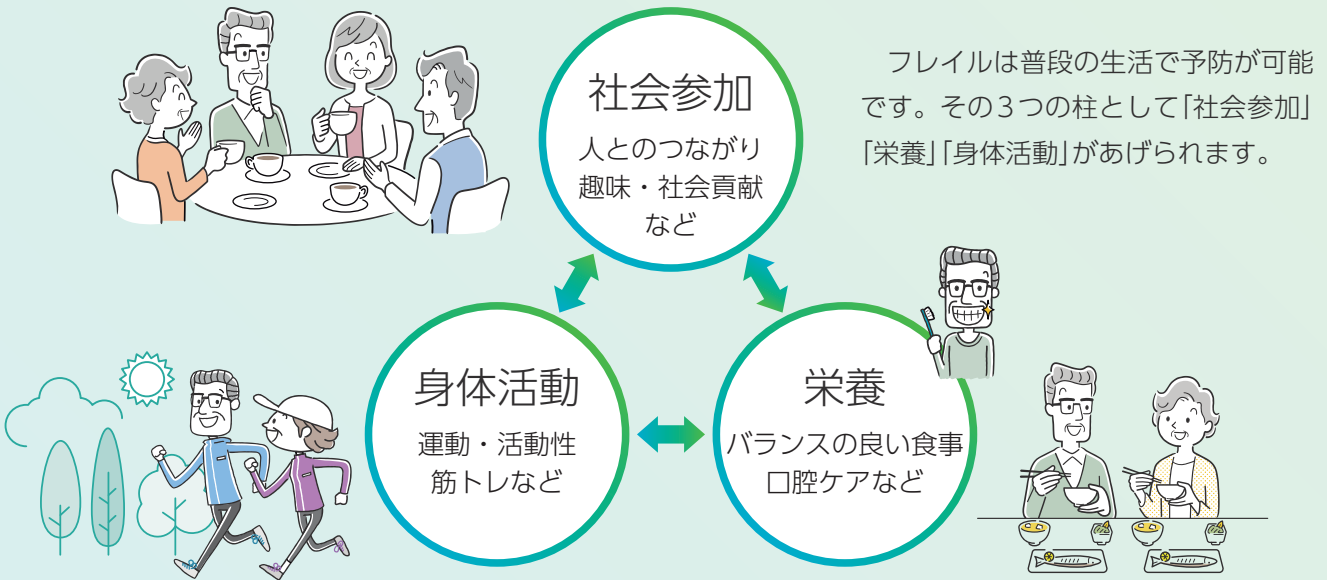 社会参加
人とのつながり
趣味・社会貢献
など
フレイルは普段の生活で予防が可能
です。その３つの柱として「社会参加」
「栄養」「身体活動」があげられます。
身体活動
運動・活動性
筋トレなど
栄養
バランスの良い食事
口腔ケアなど